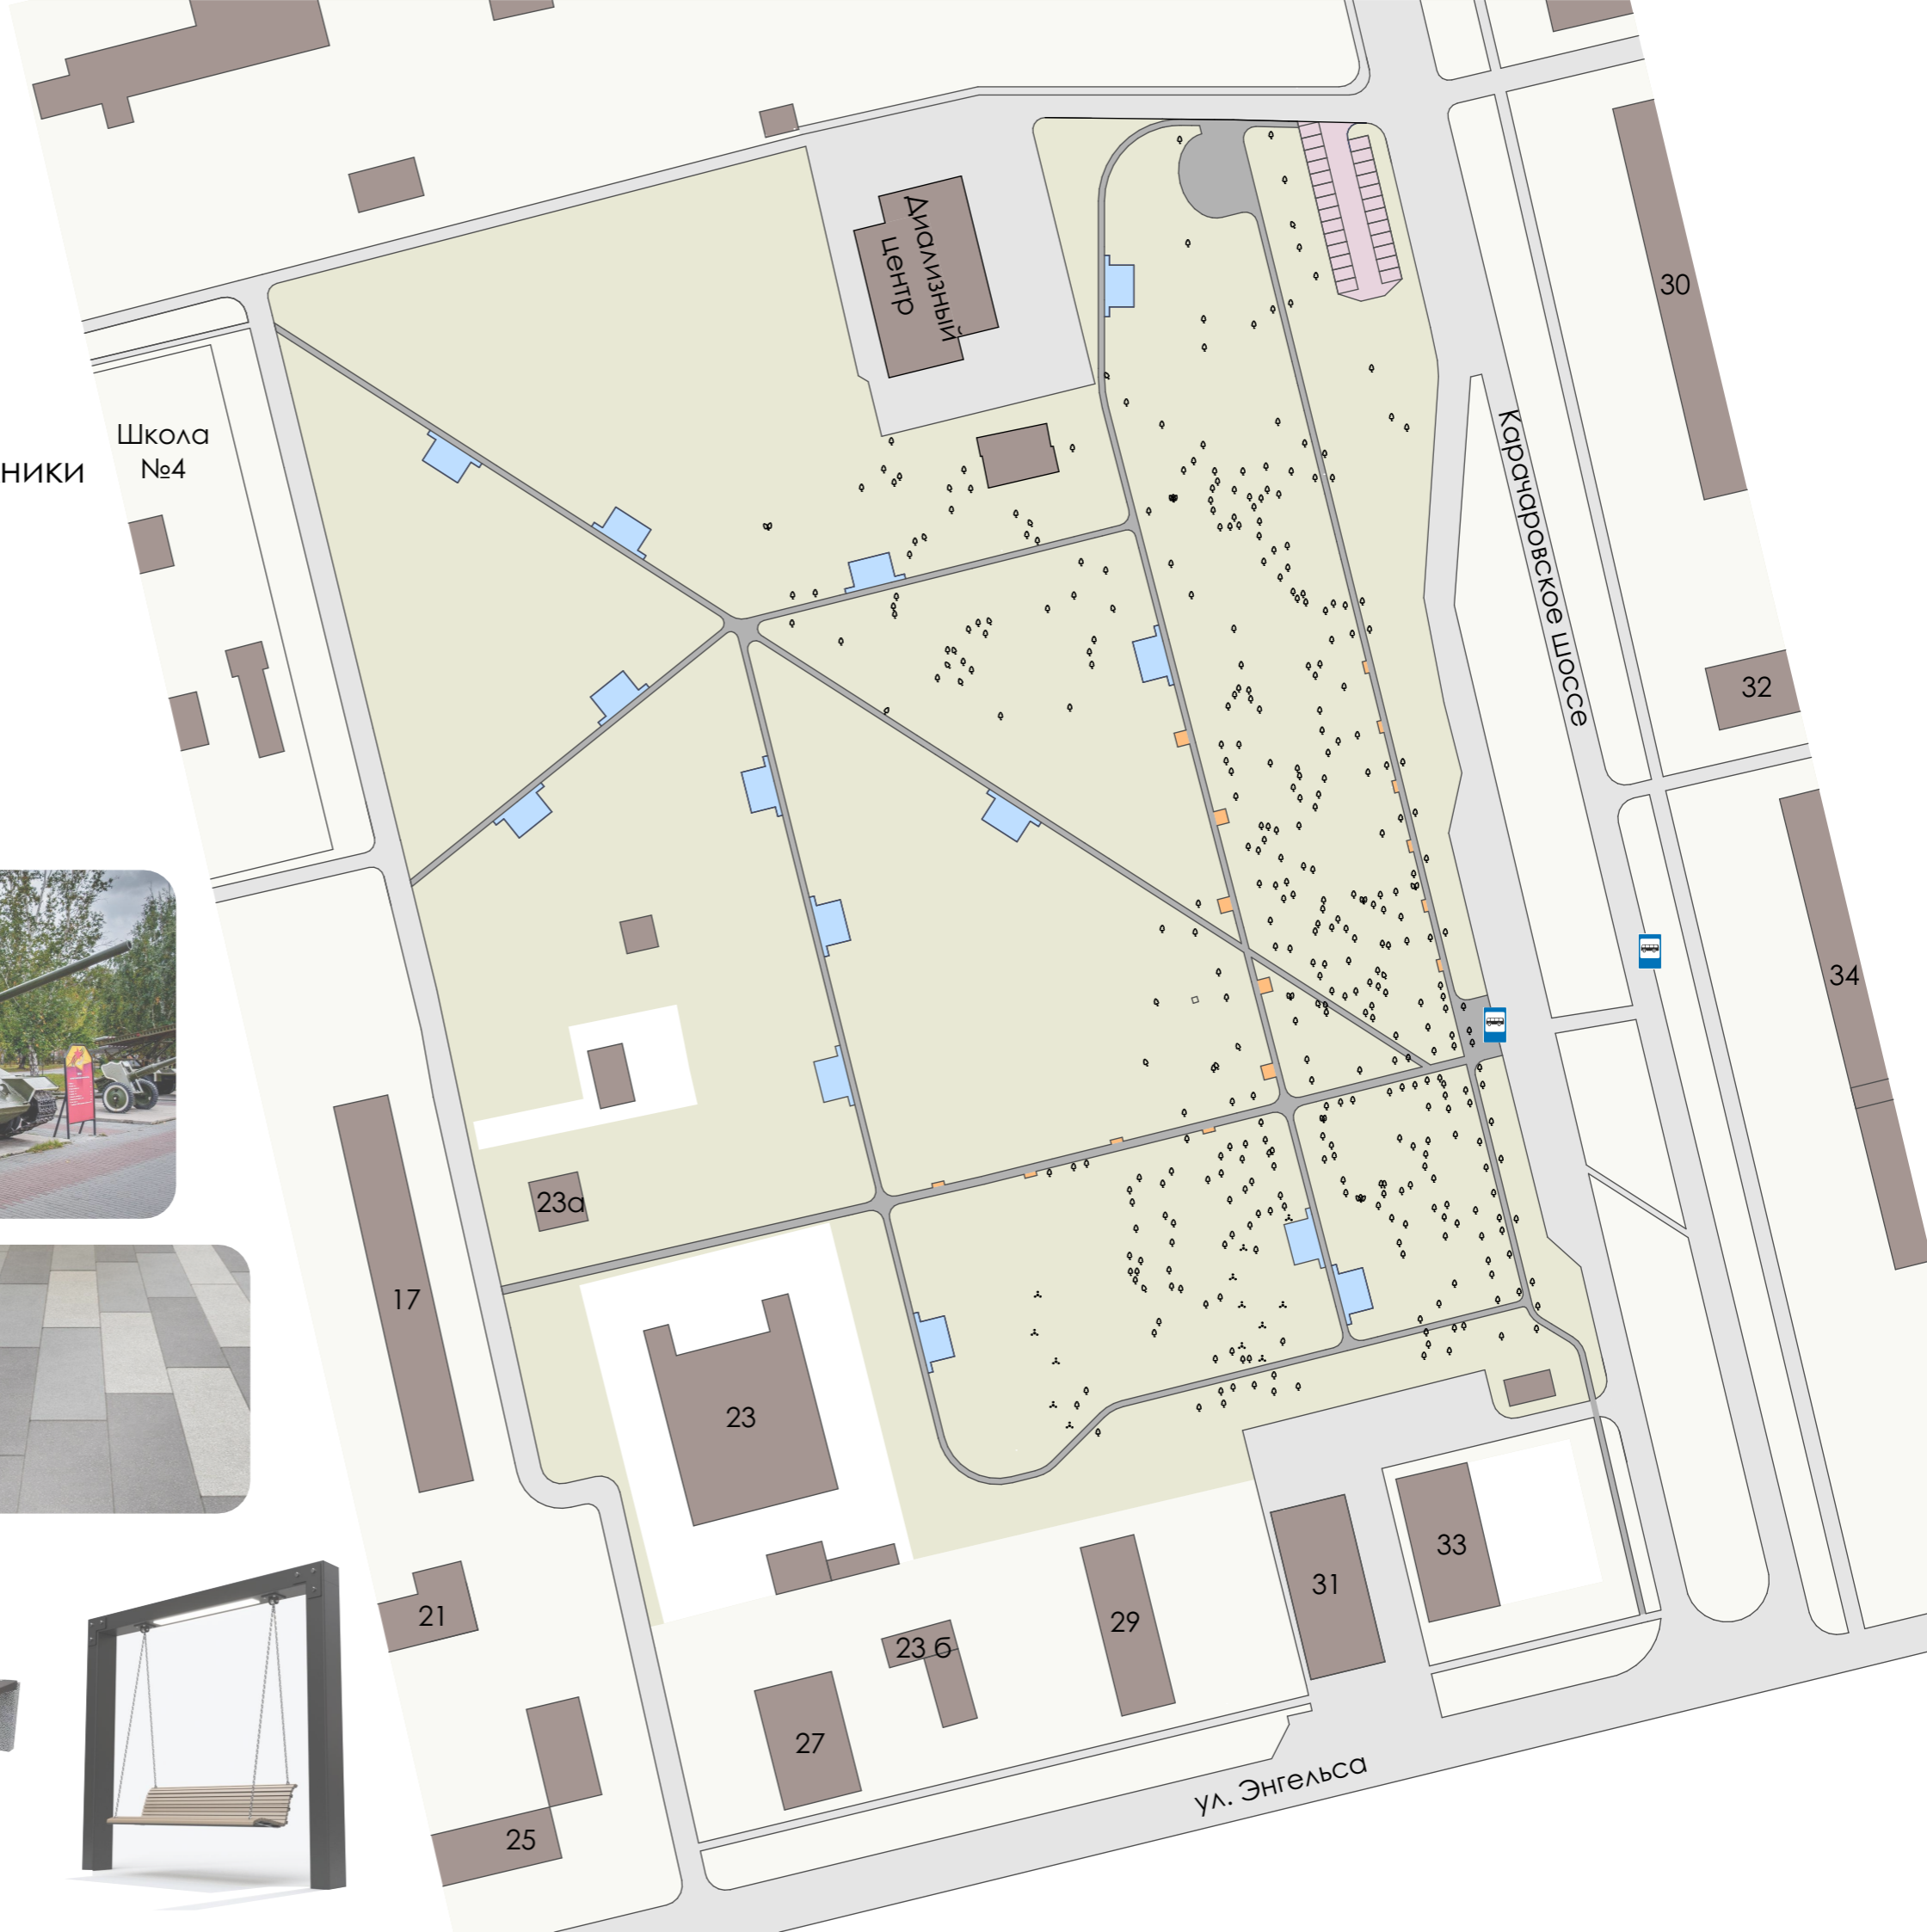 Диализный
центр
30
Школа
№4
ники
Карачаровское шоссе
32
34
23а
17
23
33
31
21
29
23 б
27
ул. Энгельса
25